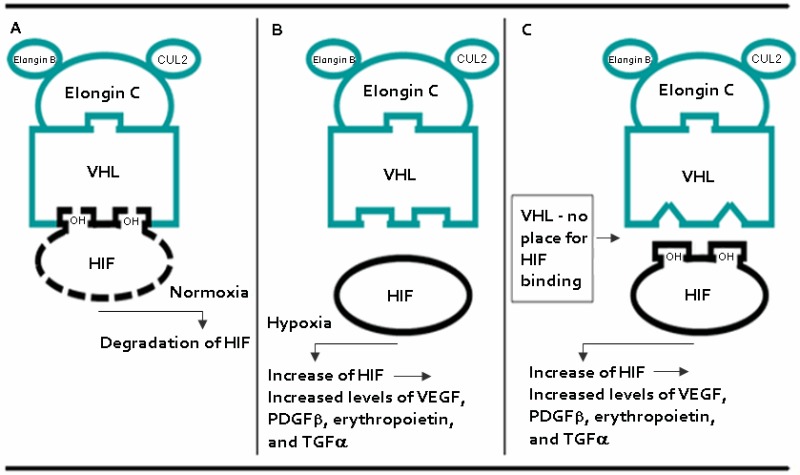 A
Elongin B
CUL2
Elongin C
VHL
OH
OH
HIF
Normoxia
Degradation of HIF
B
Elongin B
CUL2
Elongin C
VHL
HIF
Hypoxia
Increase of HIF
Increased levels of VEGF,
PDGFβ, erythropoietin,
and TGFα
C
Elongin B
CUL2
Elongin C
VHL
VHL - no
place for
HIF
binding
OH
OH
HIF
Increase of HIF
Increased levels of VEGF,
PDGFβ, erythropoietin,
and TGFα